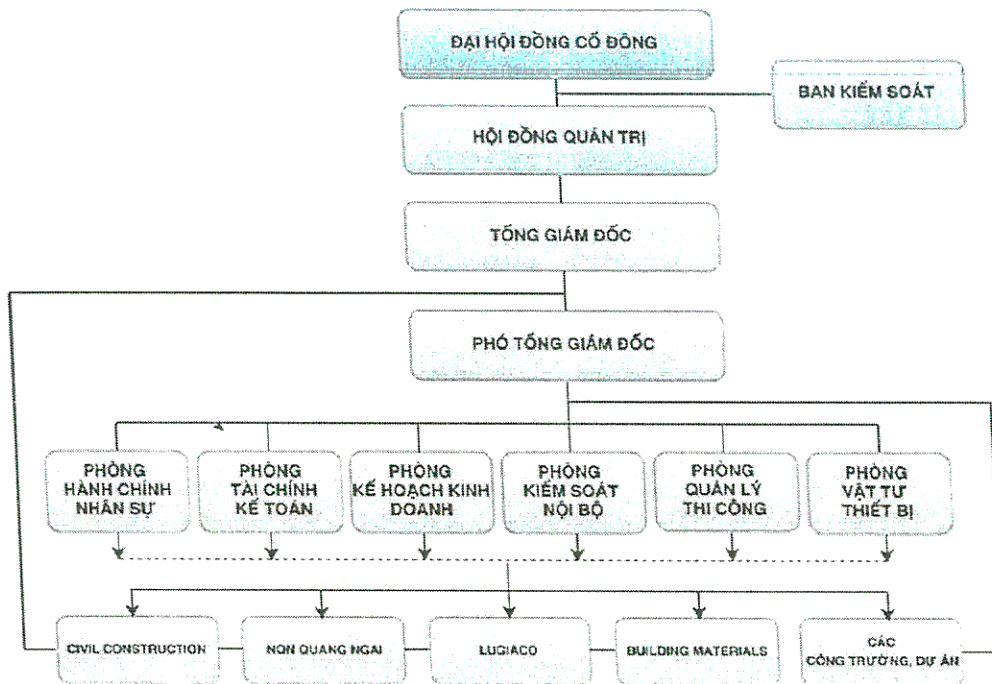 ĐẠI HỘI ĐỒNG CỔ ĐÔNG
BAN KIỂM SOÁT
HỘI ĐỒNG QUẢN TRỊ
TỔNG GIÁM ĐỐC
PHÓ TỔNG GIÁM ĐỐC
PHÒNG
HÀNH CHÍNH
NHÂN SỰ
PHÒNG
TÀI CHÍNH
KẾ TOÁN
PHÒNG
KẾ HOẠCH KINH
DOANH
PHÒNG
KIỂM SOÁT
NỘI BỘ
PHÒNG
QUẢN LÝ
THI CÔNG
PHÒNG
VẬT TƯ
THIẾT BỊ
CIVIL CONSTRUCTION
NQN QUANG NGAI
LUGIACO
BUILDING MATERIALS
CÁC
CÔNG TRƯỜNG, DỰ ÁN